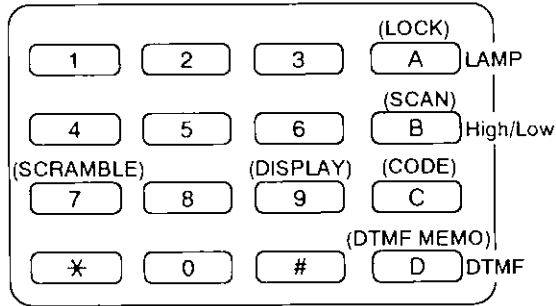 (LOCK)
1 2 3 A LAMP
(SCAN)
4 5 6 B High/Low
(SCRAMBLE) (DISPLAY) (CODE)
7 8 9 C
(DTMF MEMO)
* 0 # D DTMF